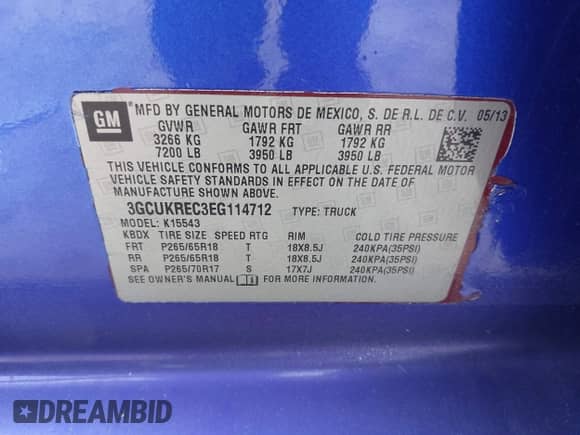 GM
MFD BY GENERAL MOTORS DE MEXICO, S. DE R.L. DE C.V. 05/13
GVWR GAWR FRT GAWR RR
3266 KG 1792 KG 1792 KG
7200 LB 3950 LB 3950 LB
THIS VEHICLE CONFORMS TO ALL APPLICABLE U.S. FEDERAL MOTOR
VEHICLE SAFETY STANDARDS IN EFFECT ON THE DATE OF
MANUFACTURE SHOWN ABOVE.
3GCUKREC3EG114712 TYPE: TRUCK
MODEL: K15543
KBDX TIRE SIZE SPEED RTG RIM COLD TIRE PRESSURE
FRT P265/65R18 T 18X8.5J 240KPA(35PSI)
RR P265/65R18 T 18X8.5J 240KPA(35PSI)
SPA P265/70R17 S 17X7J 240KPA(35PSI)
SEE OWNER'S MANUAL FOR MORE INFORMATION.
DREAMBID